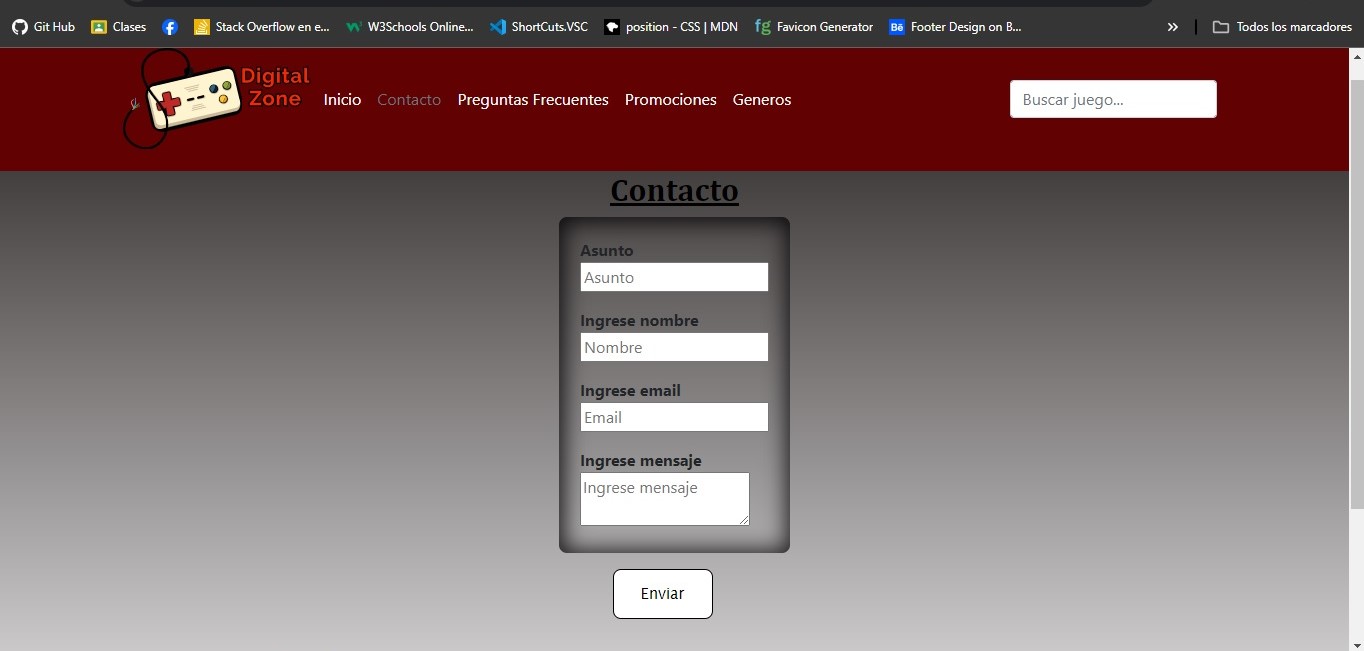 Git Hub Clases Stack Overflow en e... W3Schools Online... ShortCuts.VSC position - CSS | MDN fg Favicon Generator Bē Footer Design on B... » Todos los marcadores
Digital
Zone
Inicio Contacto Preguntas Frecuentes Promociones Generos Buscar juego...
Contacto
Asunto
Asunto
Ingrese nombre
Nombre
Ingrese email
Email
Ingrese mensaje
Ingrese mensaje
Enviar